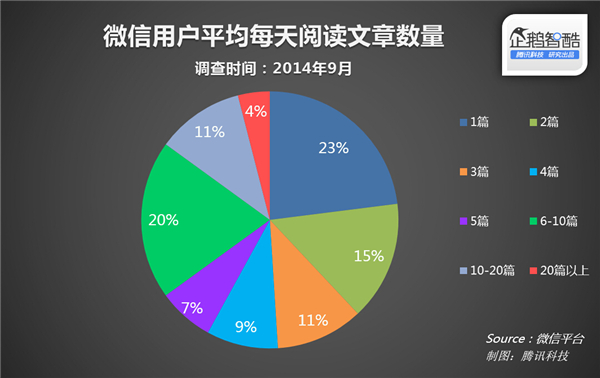 微信用户平均每天阅读文章数量
调查时间：2014年9月
企鹅智酷
腾讯科技 研究出品
4%
11%
23%
20%
15%
7%
9%
11%
1篇 2篇
3篇 4篇
5篇 6-10篇
10-20篇 20篇以上
Source：微信平台
制图：腾讯科技